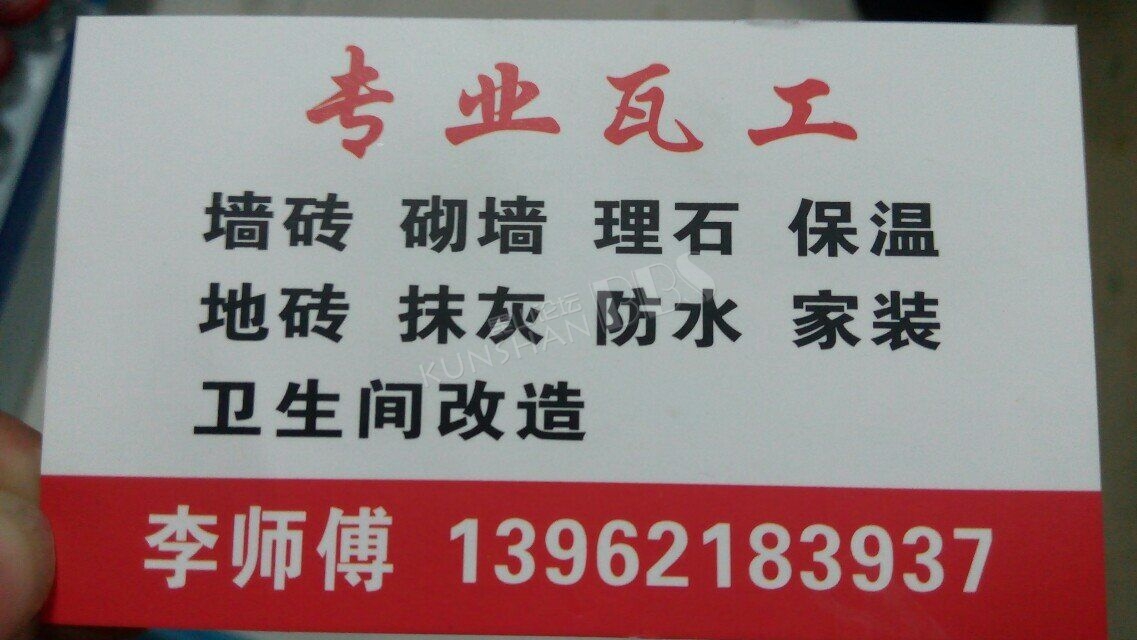 专业瓦工
墙砖 砌墙 理石 保温
地砖 抹灰 防水 家装
卫生间改造
李师傅 13962183937
KUNSHAN BBS